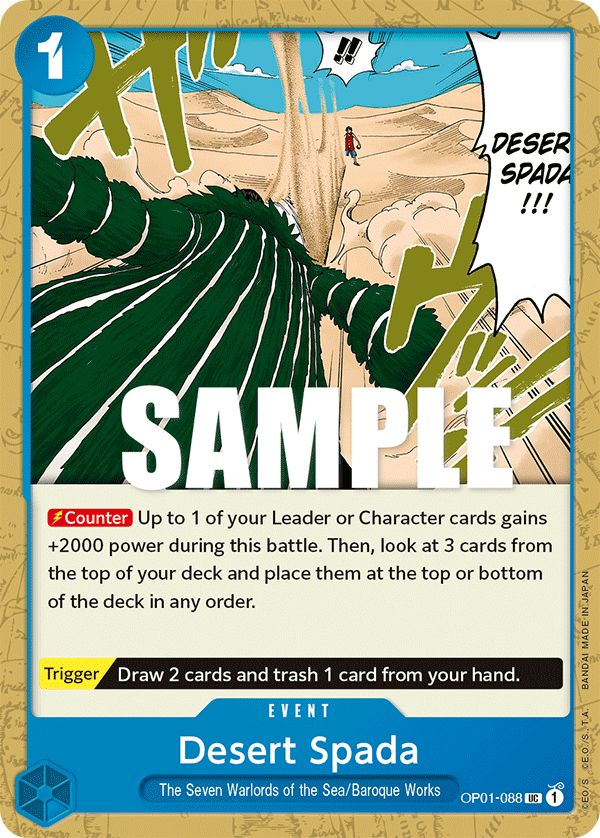 1
!!
DESERT
SPADA
!!!
SAMPLE
Counter Up to 1 of your Leader or Character cards gains
+2000 power during this battle. Then, look at 3 cards from
the top of your deck and place them at the top or bottom
of the deck in any order.
Trigger Draw 2 cards and trash 1 card from your hand.
EVENT
Desert Spada
The Seven Warlords of the Sea/Baroque Works
OP01-088 UC 1
©E.O./S. ©E.O./S.,T.A. BANDAI MADE IN JAPAN